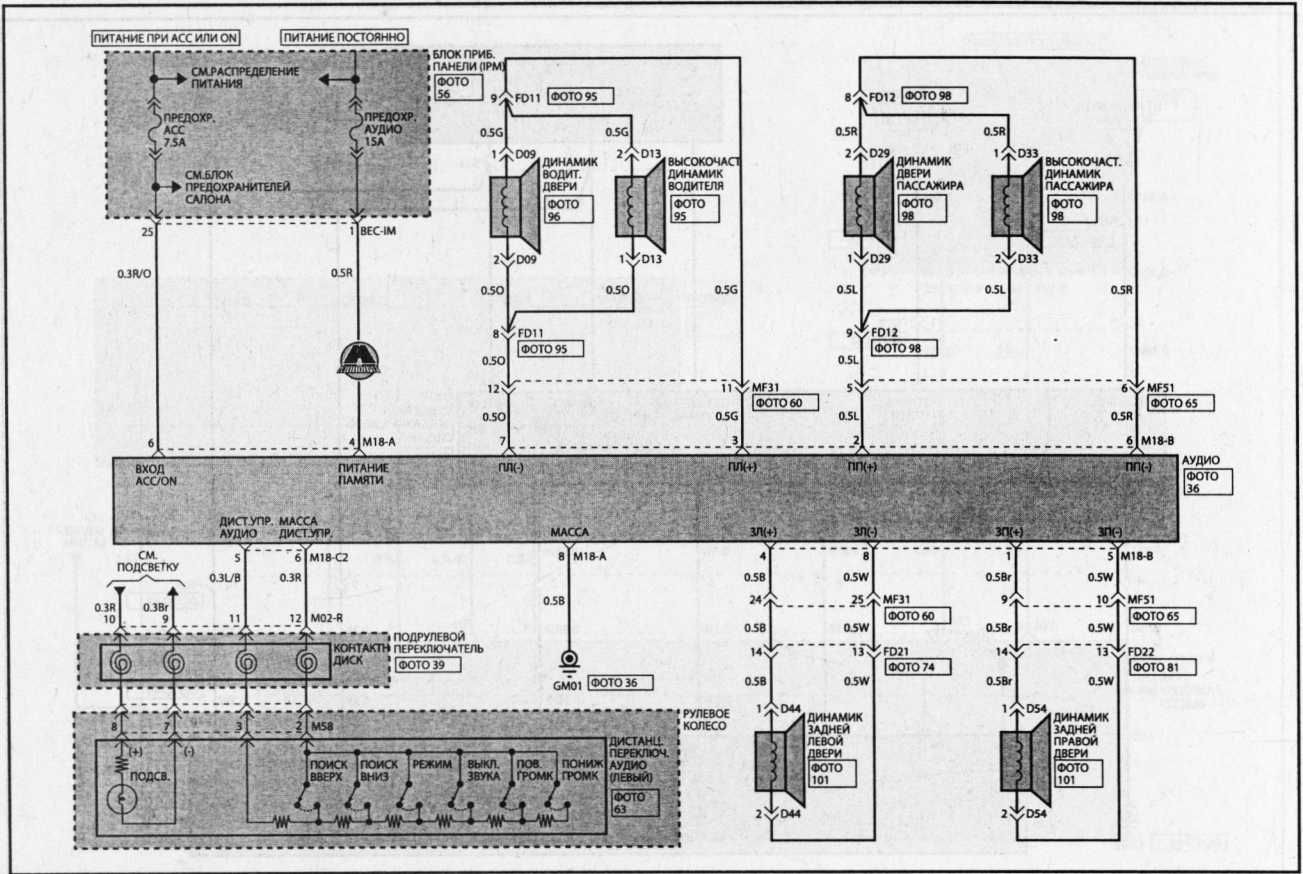 ПИТАНИЕ ПРИ ACC ИЛИ ON
ПИТАНИЕ ПОСТОЯННО
СМ.РАСПРЕДЕЛЕНИЕ
ПИТАНИЯ
БЛОК ПРИБ.
ПАНЕЛИ (IPM)
ФОТО
56
ПРЕДОХР.
ACC
7.5A
ПРЕДОХР.
АУДИО
15A
СМ.БЛОК
ПРЕДОХРАНИТЕЛЕЙ
САЛОНА
25
1 BEC-IM
0.3R/O
0.5R
9 FD11 ФОТО 95
0.5G
0.5G
1 D09
2 D13
ДИНАМИК
ВОДИТ.
ДВЕРИ
ФОТО
96
ВЫСОКОЧАСТ
ДИНАМИК
ВОДИТЕЛЯ
ФОТО
95
2 D09
1 D13
0.5O
0.5O
0.5G
8 FD11
ФОТО 95
0.5O
8 FD12 ФОТО 98
0.5R
0.5R
2 D29
1 D33
ДИНАМИК
ДВЕРИ
ПАССАЖИРА
ФОТО
98
ВЫСОКОЧАСТ.
ДИНАМИК
ПАССАЖИРА
ФОТО
98
1 D29
2 D33
0.5L
0.5L
0.5R
9 FD12
ФОТО 98
0.5L
12
11 MF31
ФОТО 60
5
6 MF51
ФОТО 65
0.5O
0.5G
0.5L
0.5R
6
4 M18-A
7
3
2
6 M18-B
ВХОД
ACC/ON
ПИТАНИЕ
ПАМЯТИ
ПЛ(-)
ПЛ(+)
ПП(+)
ПП(-)
АУДИО
ФОТО
36
ДИСТ.УПР.
АУДИО
МАССА
ДИСТ.УПР.
МАССА
ЗЛ(+)
ЗЛ(-)
ЗП(+)
ЗП(-)
5
6 M18-C2
8 M18-A
4
8
1
5 M18-B
СМ.
ПОДСВЕТКУ
0.3L/B
0.3R
0.5B
0.5B
0.5W
0.5Br
0.5W
0.3R
0.3Br
10
9
11
12 M02-R
24
25 MF31
ФОТО 60
9
10 MF51
ФОТО 65
0.5B
0.5W
0.5Br
0.5W
КОНТАКТН
ДИСК
ПОДРУЛЕВОЙ
ПЕРЕКЛЮЧАТЕЛЬ
ФОТО 39
14
13 FD21
ФОТО 74
14
13 FD22
ФОТО 81
GM01 ФОТО 36
0.5B
0.5W
0.5Br
0.5W
8
7
3
2 M58
РУЛЕВОЕ
КОЛЕСО
(+)
(-)
ПОДСВ.
ПОИСК
ВВЕРХ
ПОИСК
ВНИЗ
РЕЖИМ
ВЫКЛ.
ЗВУКА
ПОВ.
ГРОМК
ПОНИЖ
ГРОМК
ДИСТАНЦ.
ПЕРЕКЛЮЧ.
АУДИО
(ЛЕВЫЙ)
ФОТО
63
1 D44
ДИНАМИК
ЗАДНЕЙ
ЛЕВОЙ
ДВЕРИ
ФОТО
101
2 D44
1 D54
ДИНАМИК
ЗАДНЕЙ
ПРАВОЙ
ДВЕРИ
ФОТО
101
2 D54